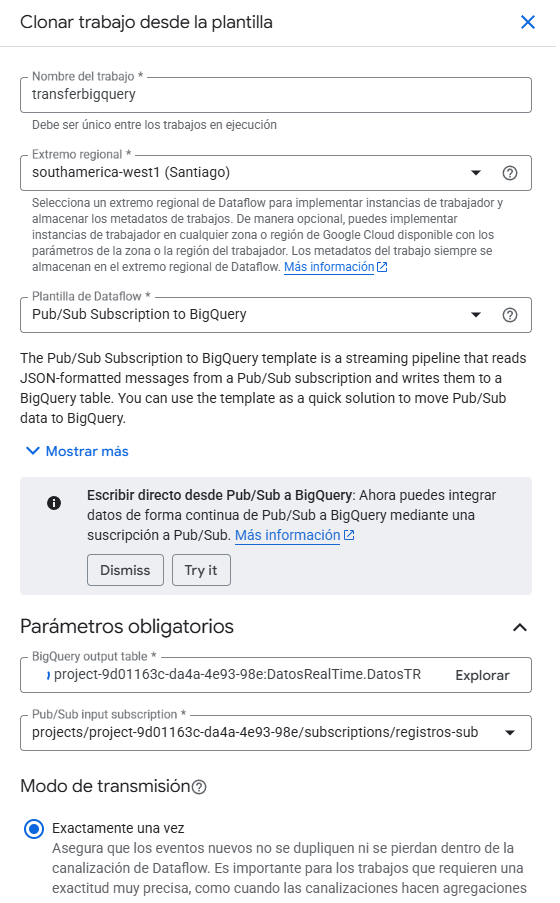 Clonar trabajo desde la plantilla
Nombre del trabajo *
transferbigquery
Debe ser único entre los trabajos en ejecución
Extremo regional *
southamerica-west1 (Santiago)
Selecciona un extremo regional de Dataflow para implementar instancias de trabajador y
almacenar los metadatos de trabajos. De manera opcional, puedes implementar
instancias de trabajador en cualquier zona o región de Google Cloud disponible con los
parámetros de la zona o la región del trabajador. Los metadatos del trabajo siempre se
almacenan en el extremo regional de Dataflow. Más información
Plantilla de Dataflow *
Pub/Sub Subscription to BigQuery
The Pub/Sub Subscription to BigQuery template is a streaming pipeline that reads
JSON-formatted messages from a Pub/Sub subscription and writes them to a
BigQuery table. You can use the template as a quick solution to move Pub/Sub
data to BigQuery.
Mostrar más
Escribir directo desde Pub/Sub a BigQuery: Ahora puedes integrar
datos de forma continua de Pub/Sub a BigQuery mediante una
suscripción a Pub/Sub. Más información
Dismiss Try it
Parámetros obligatorios
BigQuery output table *
project-9d01163c-da4a-4e93-98e:DatosRealTime.DatosTR Explorar
Pub/Sub input subscription *
projects/project-9d01163c-da4a-4e93-98e/subscriptions/registros-sub
Modo de transmisión
Exactamente una vez
Asegura que los eventos nuevos no se dupliquen ni se pierdan dentro de la
canalización de Dataflow. Es importante para los trabajos que requieren una
exactitud muy precisa, como cuando las canalizaciones hacen agregaciones